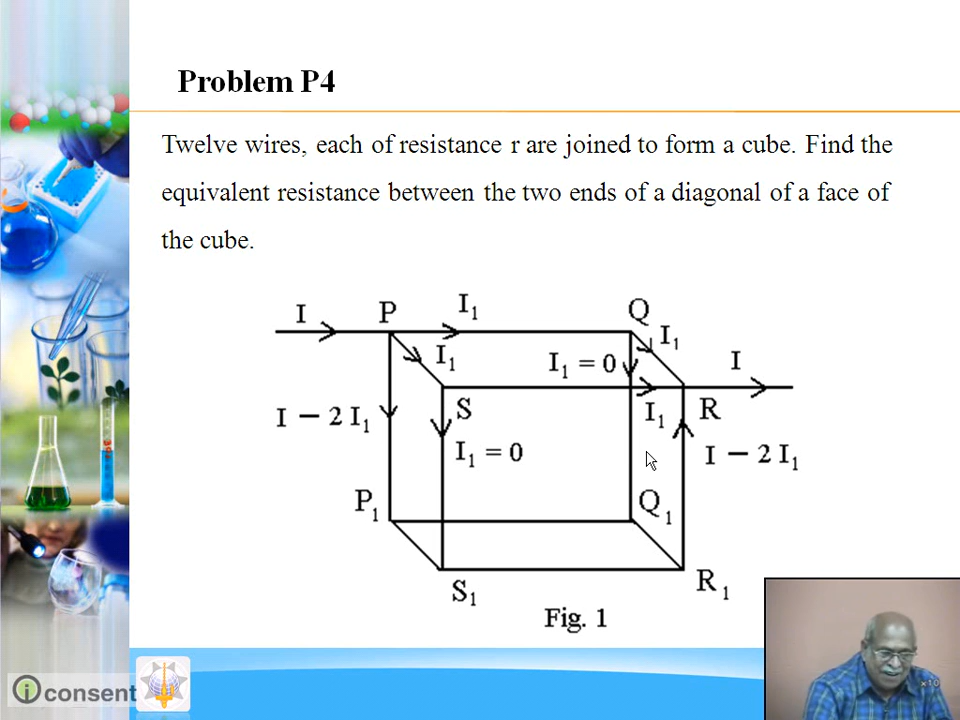 Problem P4
Twelve wires, each of resistance r are joined to form a cube. Find the
equivalent resistance between the two ends of a diagonal of a face of
the cube.
I P I₁ Q
I₁ I₁ = 0 I₁ I
I − 2 I₁ S I₁ R
I₁ = 0 I − 2 I₁
P₁ Q₁
S₁ R₁
Fig. 1
i consent